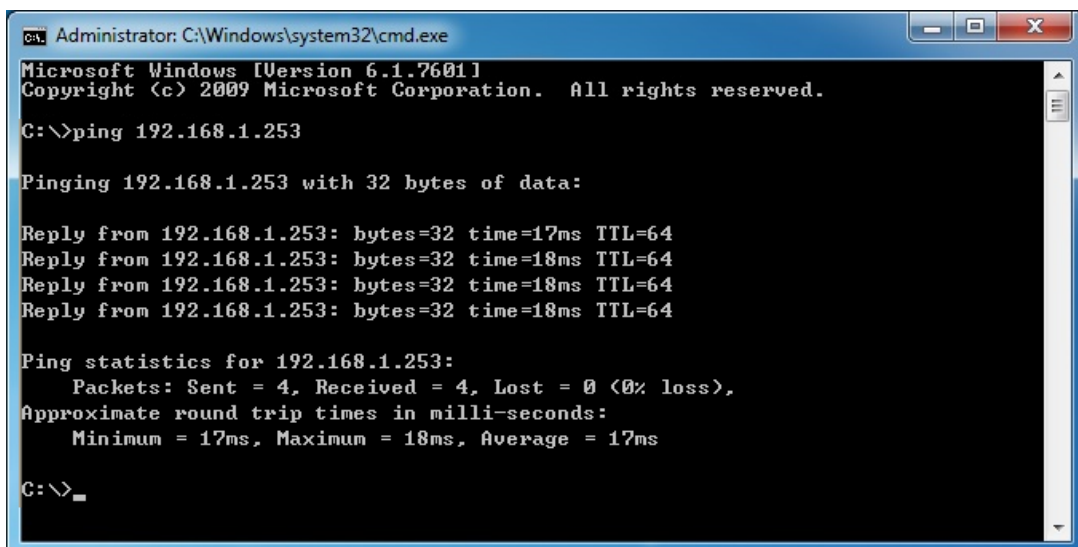 Administrator: C:\Windows\system32\cmd.exe
Microsoft Windows [Version 6.1.7601]
Copyright (c) 2009 Microsoft Corporation.  All rights reserved.
C:\>ping 192.168.1.253
Pinging 192.168.1.253 with 32 bytes of data:
Reply from 192.168.1.253: bytes=32 time=17ms TTL=64
Reply from 192.168.1.253: bytes=32 time=18ms TTL=64
Reply from 192.168.1.253: bytes=32 time=18ms TTL=64
Reply from 192.168.1.253: bytes=32 time=18ms TTL=64
Ping statistics for 192.168.1.253:
    Packets: Sent = 4, Received = 4, Lost = 0 (0% loss),
Approximate round trip times in milli-seconds:
    Minimum = 17ms, Maximum = 18ms, Average = 17ms
C:\>_